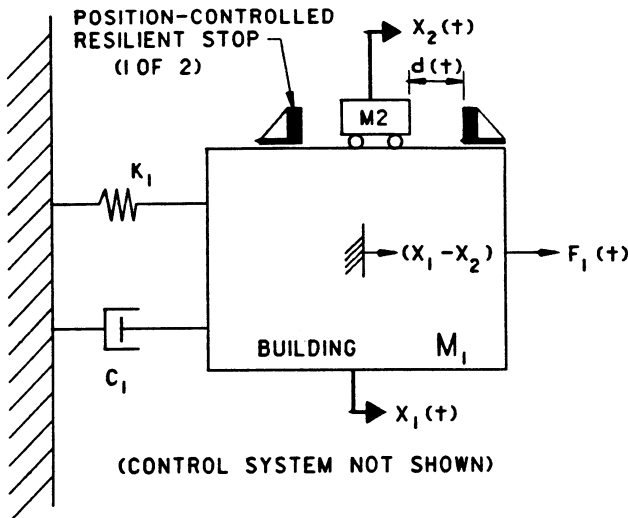 POSITION-CONTROLLED
RESILIENT STOP
(1 OF 2)
X₂(t)
d(t)
M2
K₁
(X₁-X₂)
F₁(t)
C₁
BUILDING
M₁
X₁(t)
(CONTROL SYSTEM NOT SHOWN)